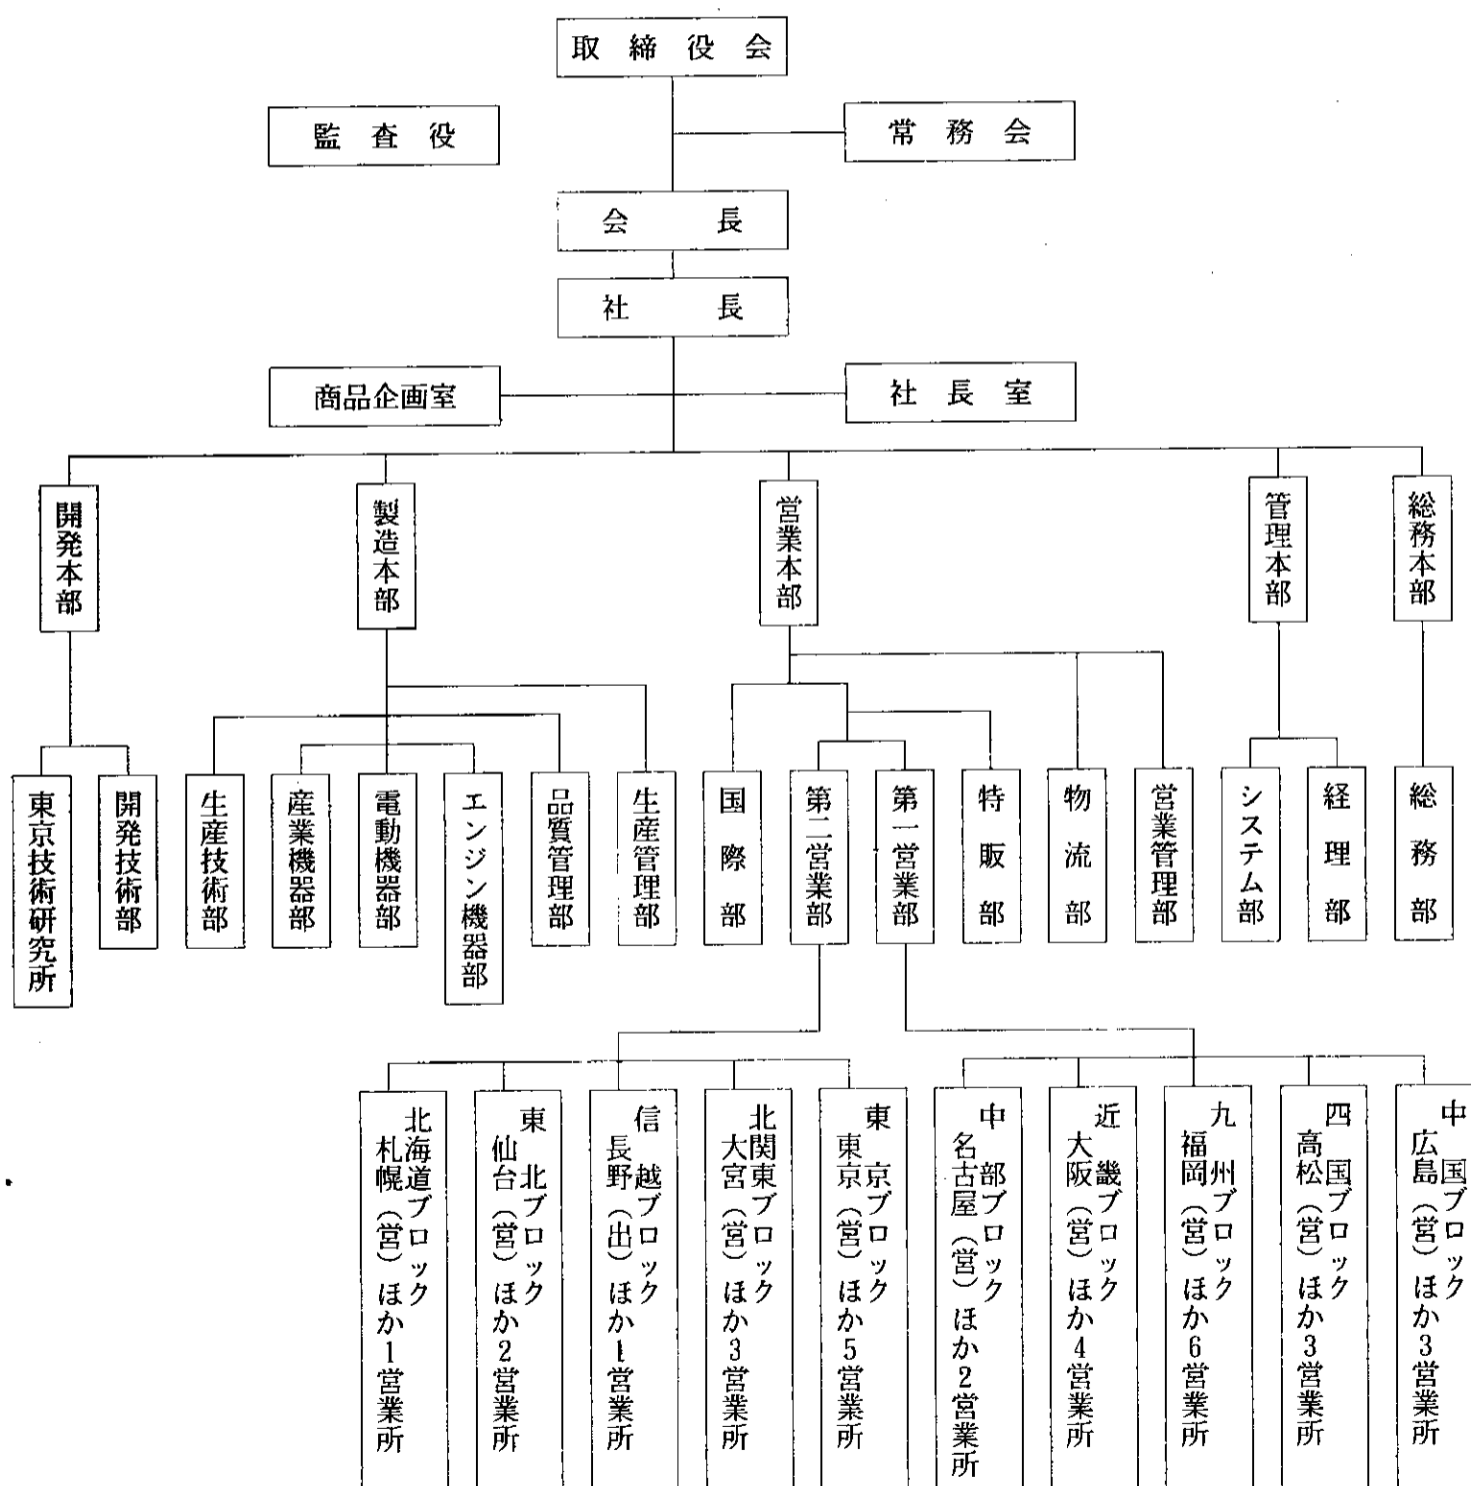 取締役会
監査役
常務会
会長
社長
商品企画室
社長室
開発本部
製造本部
営業本部
管理本部
総務本部
東京技術研究所
開発技術部
生産技術部
産業機器部
電動機器部
エンジン機器部
品質管理部
生産管理部
国際部
第二営業部
第一営業部
特販部
物流部
営業管理部
システム部
経理部
総務部
北海道ブロック
札幌（営）ほか1営業所
東北ブロック
仙台（営）ほか2営業所
信越ブロック
長野（出）ほか1営業所
北関東ブロック
大宮（営）ほか3営業所
東京ブロック
東京（営）ほか5営業所
中部ブロック
名古屋（営）ほか2営業所
近畿ブロック
大阪（営）ほか4営業所
九州ブロック
福岡（営）ほか6営業所
四国ブロック
高松（営）ほか3営業所
中国ブロック
広島（営）ほか3営業所